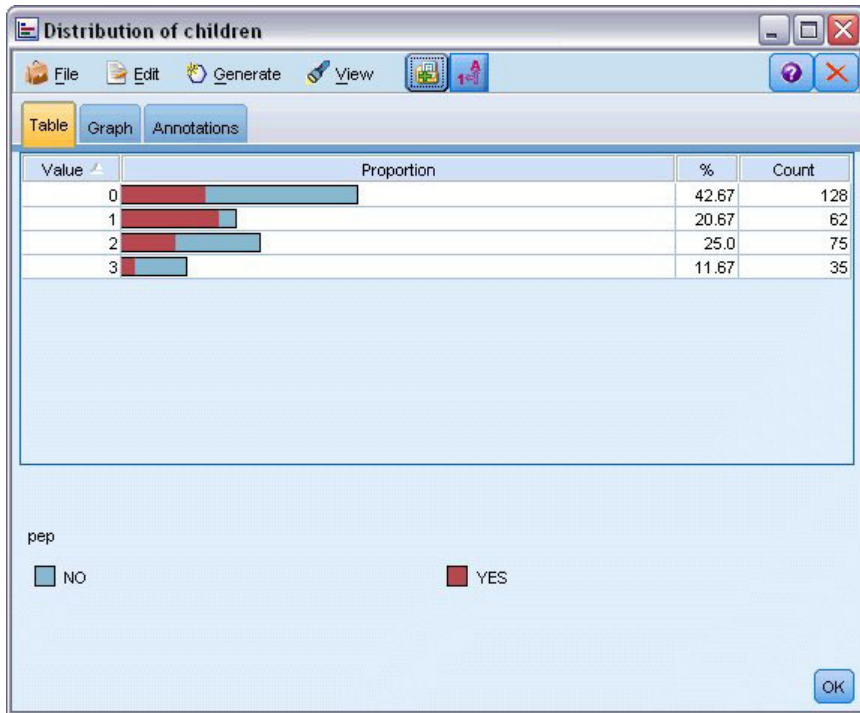 Distribution of children
File Edit Generate View
Table Graph Annotations
Value Proportion % Count
0 42.67 128
1 20.67 62
2 25.0 75
3 11.67 35
pep
NO YES
OK